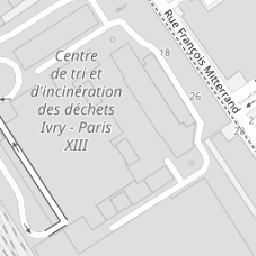 Centre
de tri et
d'incinération
des déchets
Ivry - Paris
XIII
Rue François Mitterrand
18
26
28